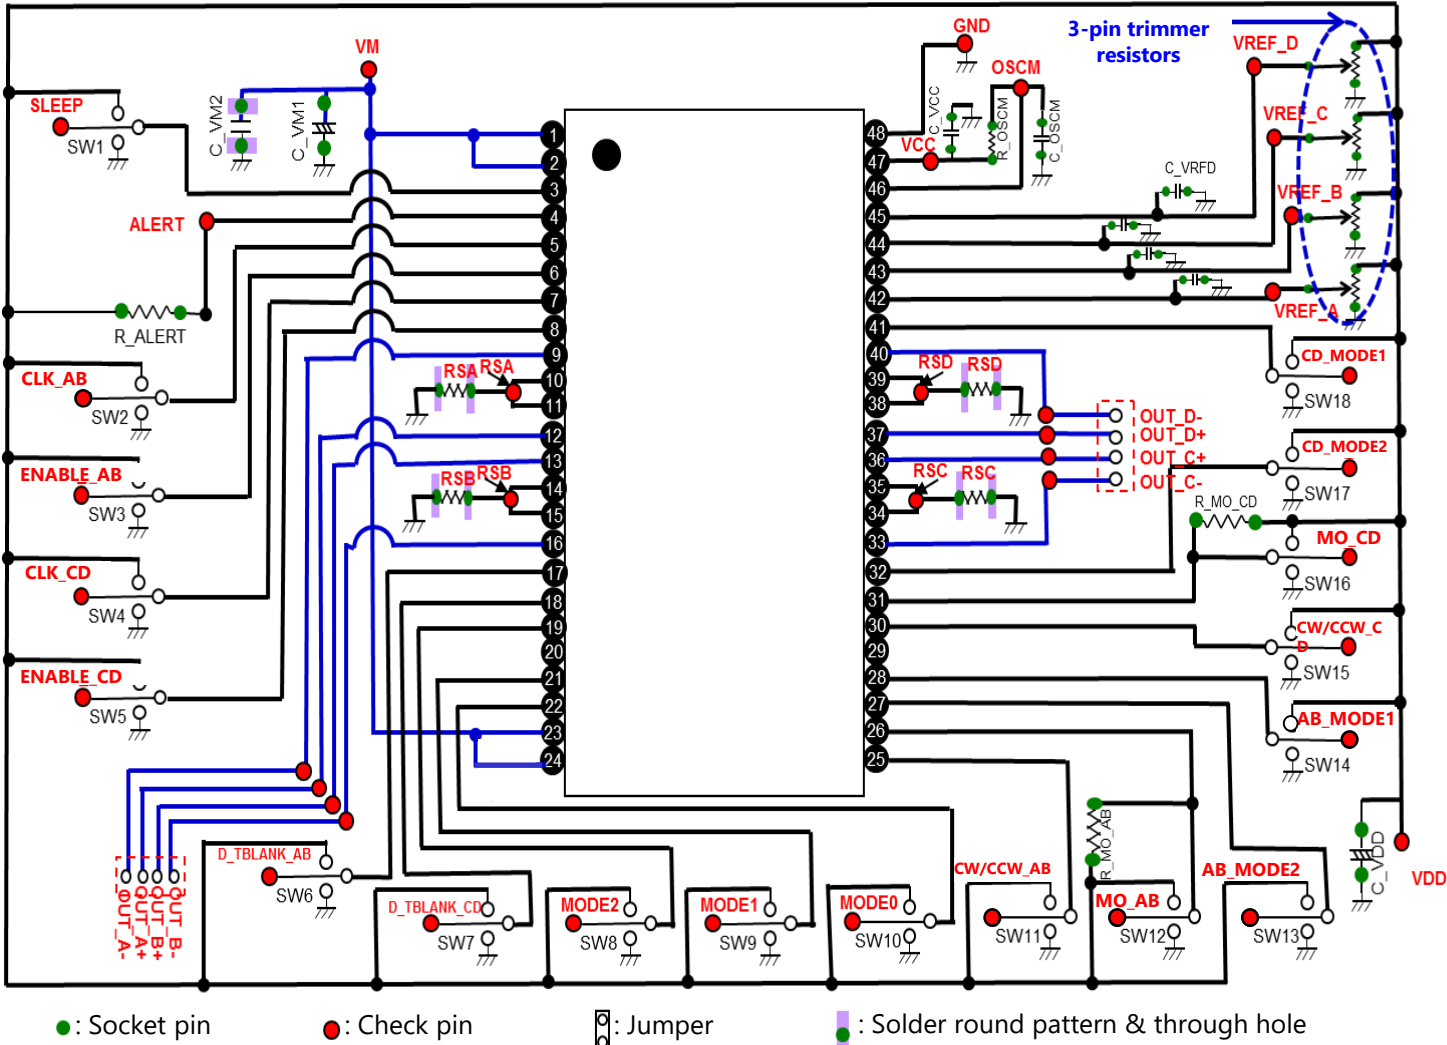 GND
3-pin trimmer
resistors
VREF_D
VM
OSCM
SLEEP
SW1
C_VM2
C_VM1
C_VCC
R_OSCM
C_OSCM
VCC
VREF_C
C_VRFD
VREF_B
VREF_A
ALERT
R_ALERT
1
2
3
4
5
6
7
8
9
10
11
12
13
14
15
16
17
18
19
20
21
22
23
24
48
47
46
45
44
43
42
41
40
39
38
37
36
35
34
33
32
31
30
29
28
27
26
25
CLK_AB
SW2
ENABLE_AB
SW3
CLK_CD
SW4
ENABLE_CD
SW5
RSA
RSA
RSB
RSB
RSD
RSD
RSC
RSC
OUT_D-
OUT_D+
OUT_C+
OUT_C-
CD_MODE1
SW18
CD_MODE2
SW17
R_MO_CD
MO_CD
SW16
CW/CCW_C
D
SW15
AB_MODE1
SW14
C_VDD
VDD
OUT_A-
OUT_A+
OUT_B+
OUT_B-
D_TBLANK_AB
SW6
D_TBLANK_CD
SW7
MODE2
SW8
MODE1
SW9
MODE0
SW10
CW/CCW_AB
SW11
R_MO_AB
MO_AB
SW12
AB_MODE2
SW13
: Socket pin
: Check pin
: Jumper
: Solder round pattern & through hole